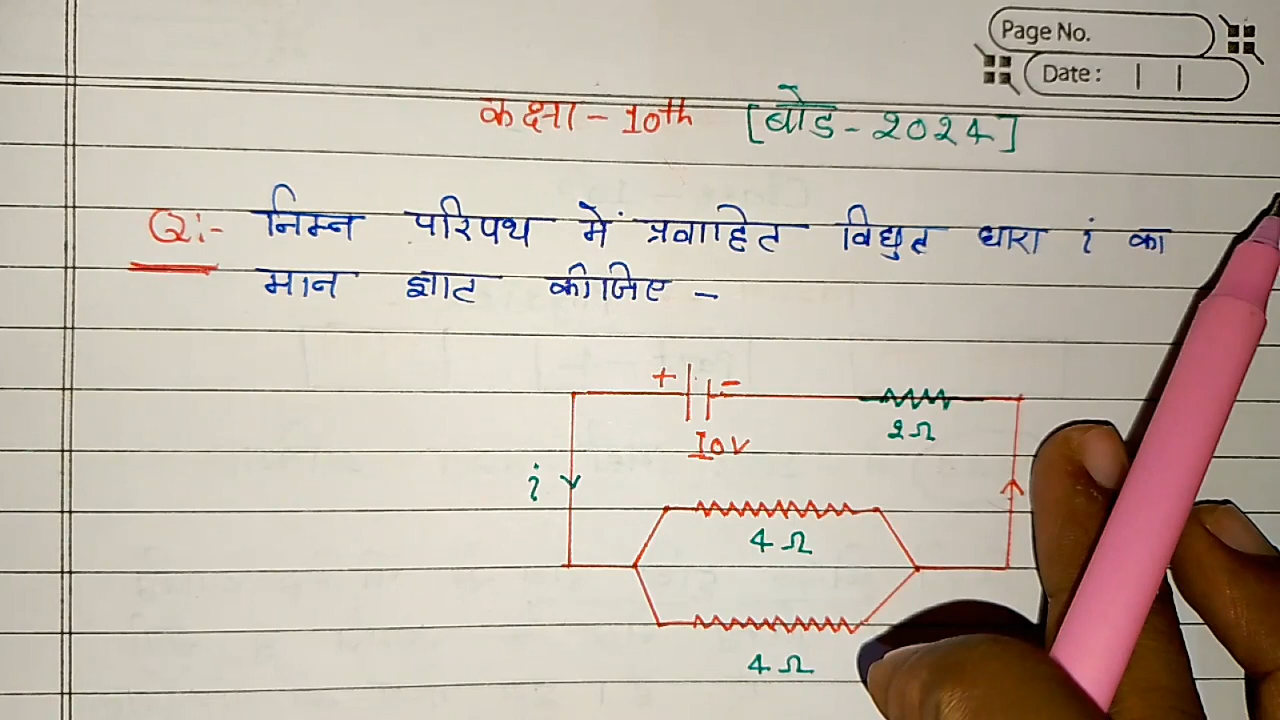 Page No.
Date :
कक्षा - 10th [बोर्ड - 2024]
Q:- निम्न परिपथ में प्रवाहित विद्युत धारा i का
मान ज्ञात कीजिए -
+ -
10V
2Ω
i
4Ω
4Ω